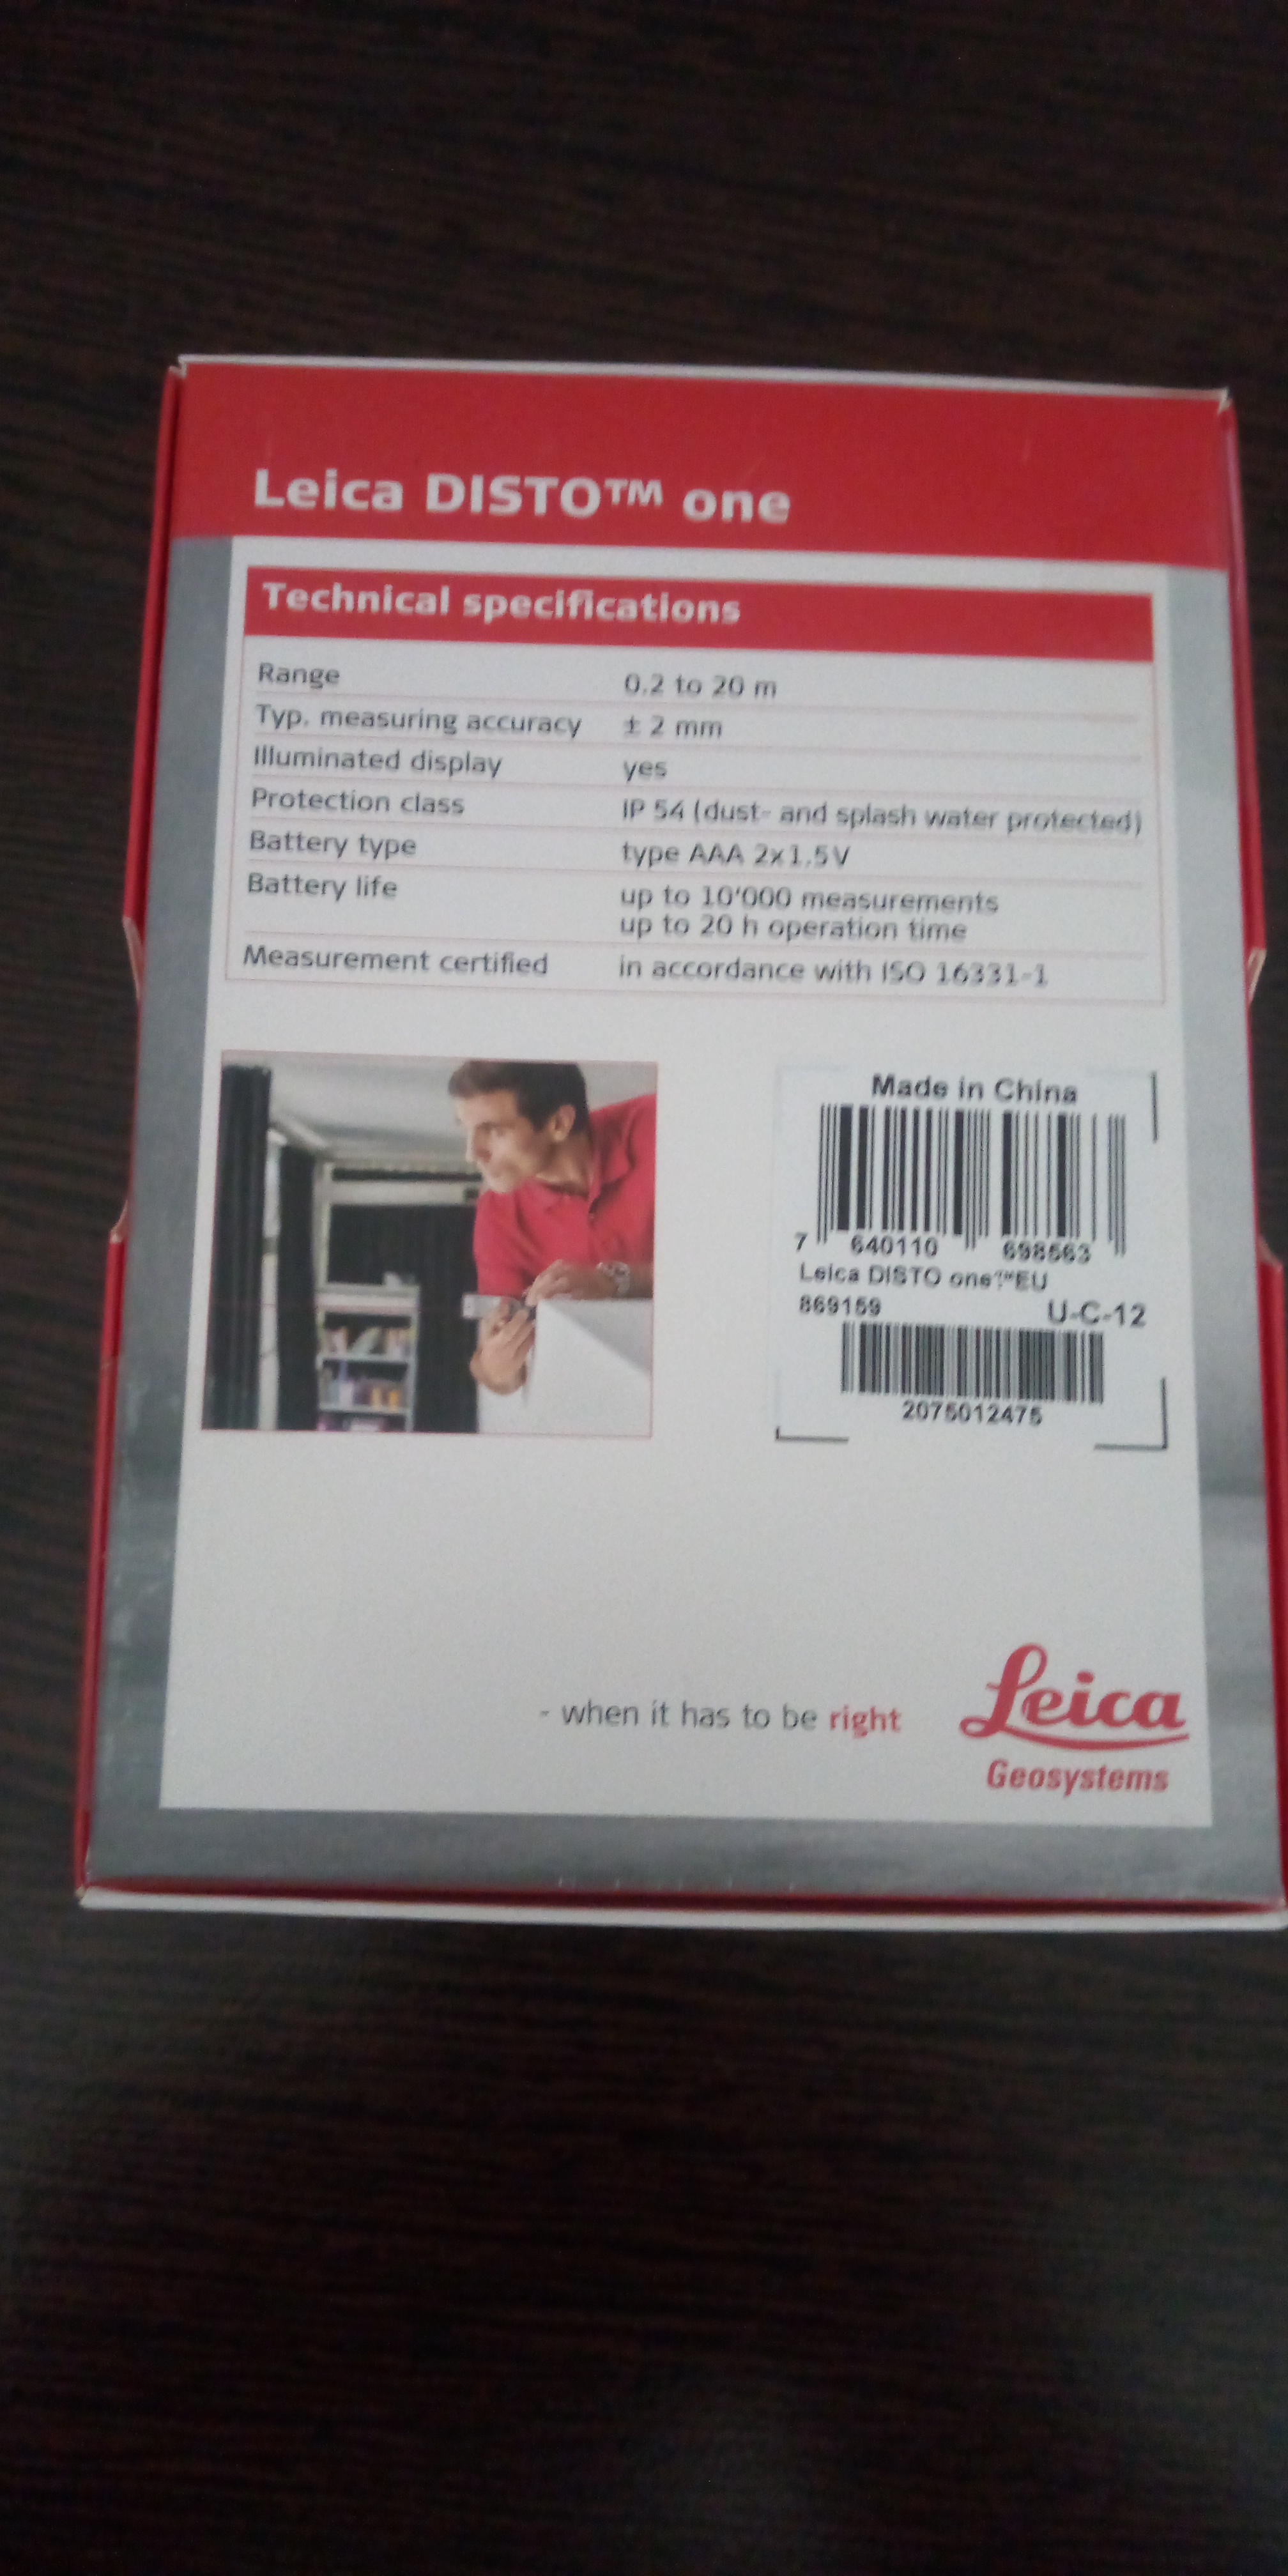 Leica DISTO™ one
Technical specifications
Range 0.2 to 20 m
Typ. measuring accuracy ± 2 mm
Illuminated display yes
Protection class IP 54 (dust- and splash water protected)
Battery type type AAA 2x1.5V
Battery life up to 10'000 measurements
up to 20 h operation time
Measurement certified in accordance with ISO 16331-1
Made in China
7 640110 698563
Leica DISTO one™EU
869159 U-C-12
2075012475
- when it has to be right
Leica
Geosystems